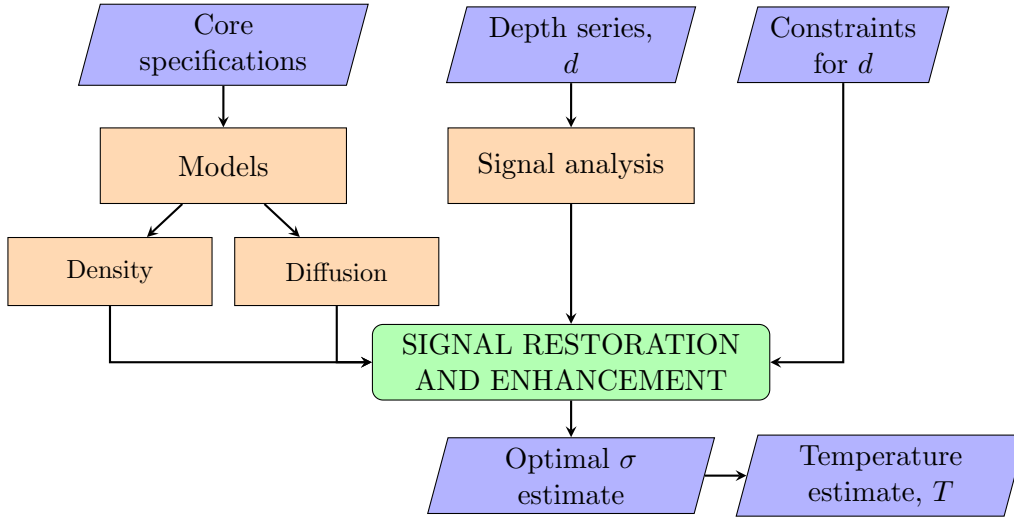 Core
specifications
Depth series,
d
Constraints
for d
Models
Signal analysis
Density
Diffusion
SIGNAL RESTORATION
AND ENHANCEMENT
Optimal σ
estimate
Temperature
estimate, T